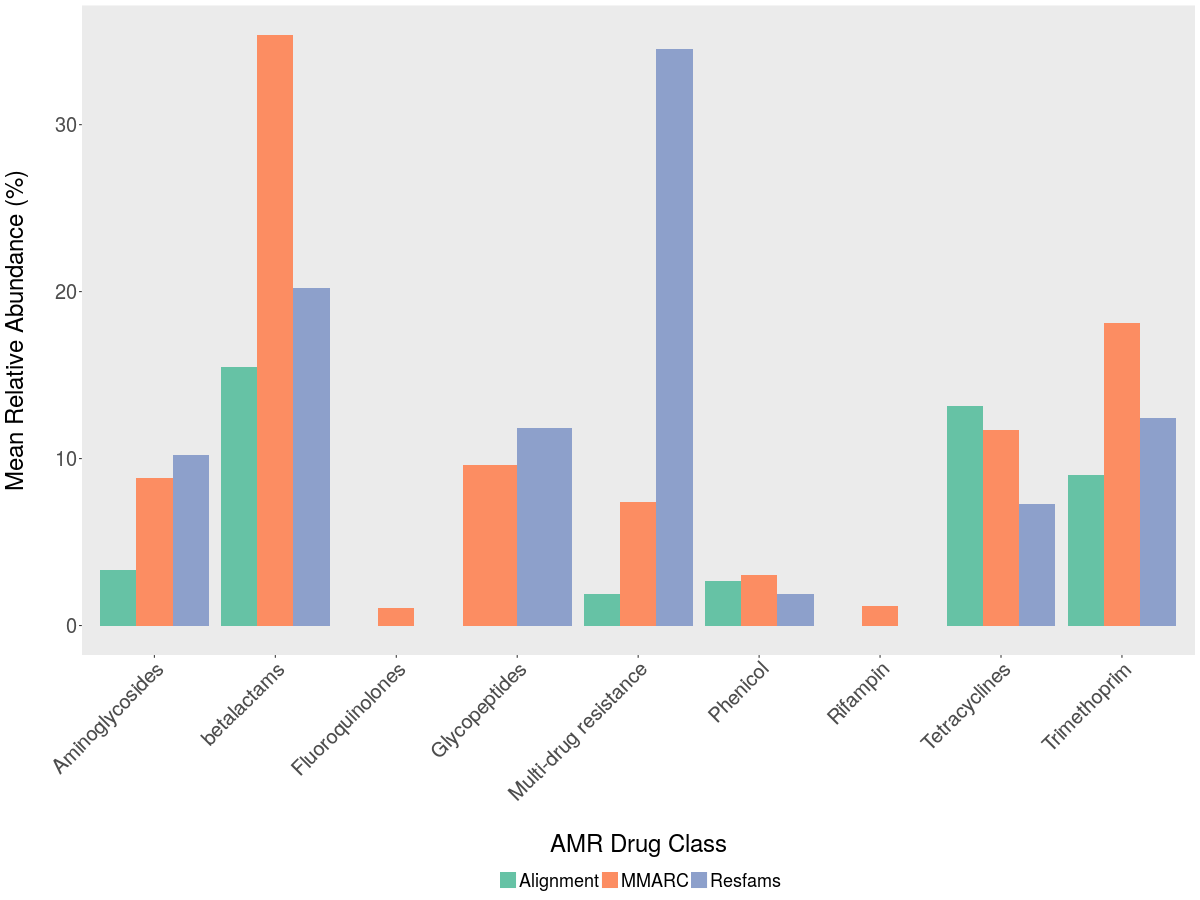 Mean Relative Abundance (%)
30
20
10
0
Aminoglycosides
betalactams
Fluoroquinolones
Glycopeptides
Multi-drug resistance
Phenicol
Rifampin
Tetracyclines
Trimethoprim
AMR Drug Class
Alignment MMARC Resfams